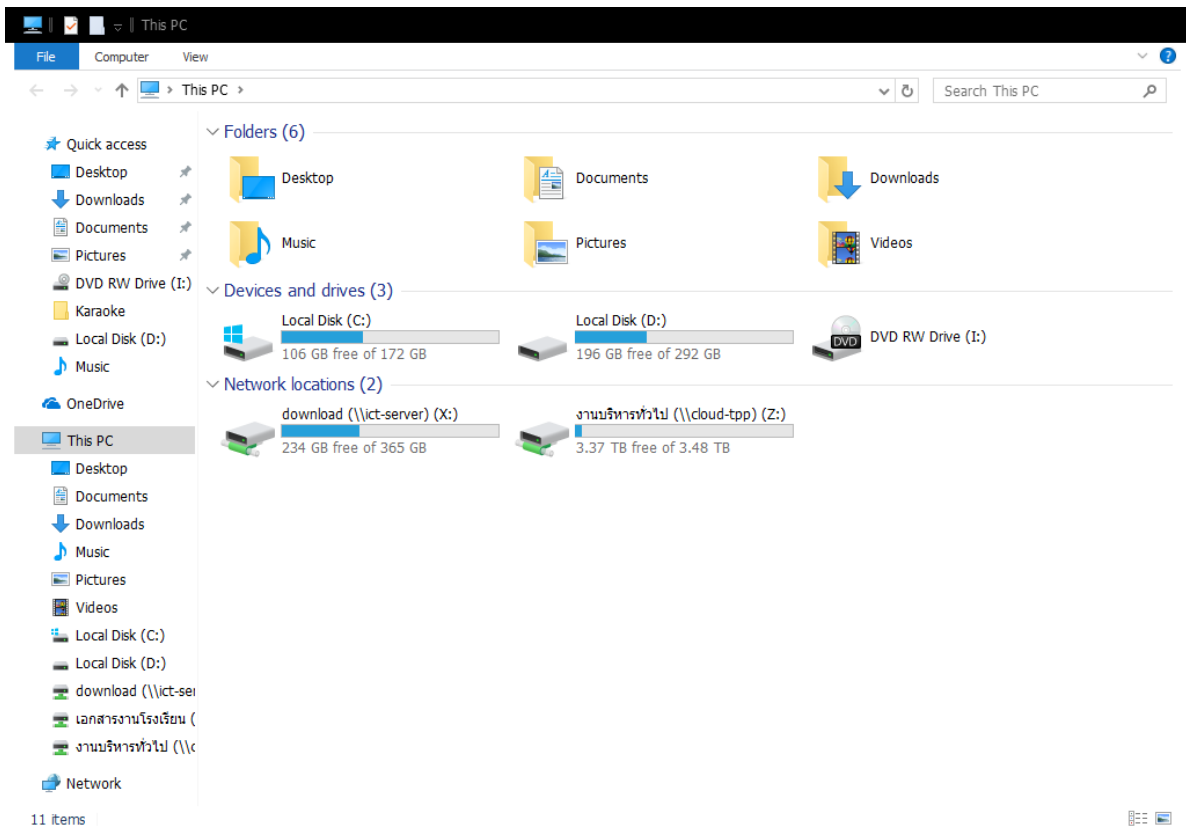 This PC
File Computer View
This PC
Search This PC
Quick access
Desktop
Downloads
Documents
Pictures
DVD RW Drive (I:)
Karaoke
Local Disk (D:)
Music
OneDrive
This PC
Desktop
Documents
Downloads
Music
Pictures
Videos
Local Disk (C:)
Local Disk (D:)
download (\\ict-ser
เอกสารงานโรงเรียน (
งานบริหารทั่วไป (\\c
Network
Folders (6)
Desktop
Documents
Downloads
Music
Pictures
Videos
Devices and drives (3)
Local Disk (C:)
106 GB free of 172 GB
Local Disk (D:)
196 GB free of 292 GB
DVD
DVD RW Drive (I:)
Network locations (2)
download (\\ict-server) (X:)
234 GB free of 365 GB
งานบริหารทั่วไป (\\cloud-tpp) (Z:)
3.37 TB free of 3.48 TB
11 items